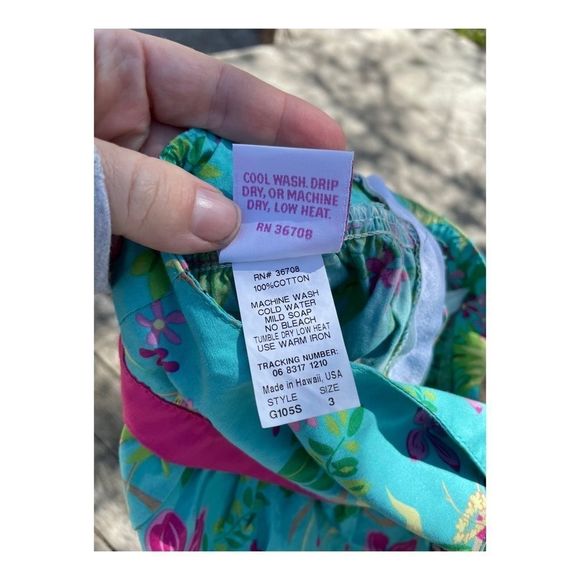 COOL WASH. DRIP
DRY, OR MACHINE
DRY, LOW HEAT.
RN 36708
RN# 36708
100%COTTON
MACHINE WASH
COLD WATER
MILD SOAP
NO BLEACH
TUMBLE DRY LOW HEAT
USE WARM IRON
TRACKING NUMBER:
06 8317 1210
Made in Hawaii, USA
STYLE SIZE
G105S 3